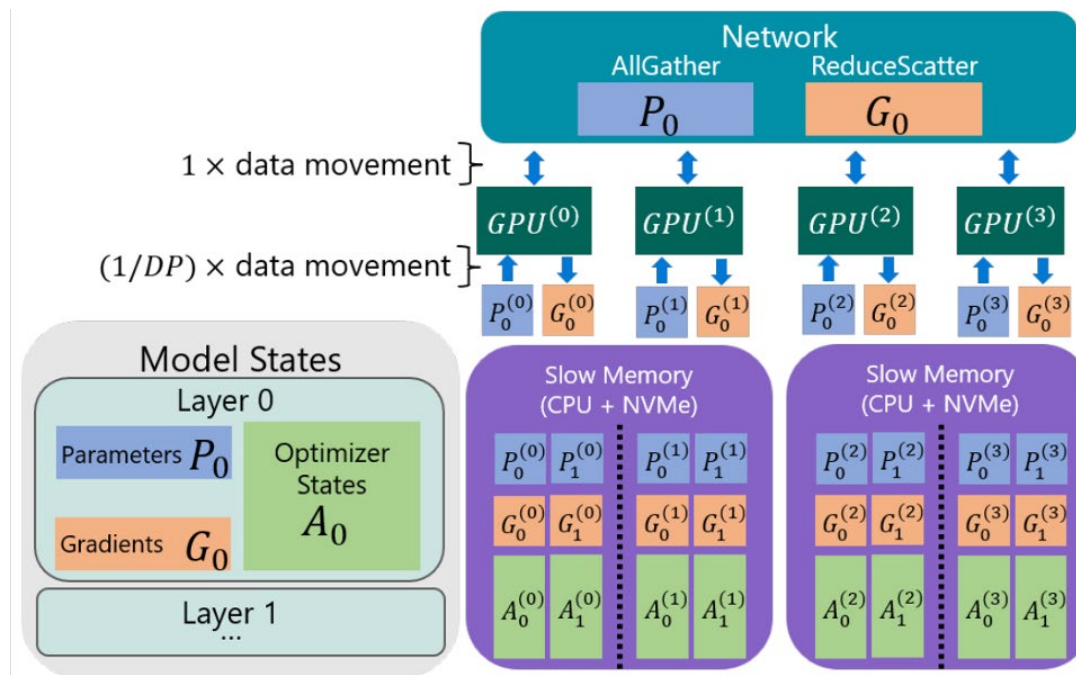 Network
AllGather ReduceScatter
P₀ G₀
1 × data movement
GPU⁽⁰⁾ GPU⁽¹⁾ GPU⁽²⁾ GPU⁽³⁾
(1/DP) × data movement
P₀⁽⁰⁾ G₀⁽⁰⁾ P₀⁽¹⁾ G₀⁽¹⁾ P₀⁽²⁾ G₀⁽²⁾ P₀⁽³⁾ G₀⁽³⁾
Model States
Layer 0
Parameters P₀
Gradients G₀
Optimizer
States
A₀
Layer 1
...
Slow Memory
(CPU + NVMe)
P₀⁽⁰⁾ P₁⁽⁰⁾ P₀⁽¹⁾ P₁⁽¹⁾
G₀⁽⁰⁾ G₁⁽⁰⁾ G₀⁽¹⁾ G₁⁽¹⁾
A₀⁽⁰⁾ A₁⁽⁰⁾ A₀⁽¹⁾ A₁⁽¹⁾
Slow Memory
(CPU + NVMe)
P₀⁽²⁾ P₁⁽²⁾ P₀⁽³⁾ P₁⁽³⁾
G₀⁽²⁾ G₁⁽²⁾ G₀⁽³⁾ G₁⁽³⁾
A₀⁽²⁾ A₁⁽²⁾ A₀⁽³⁾ A₁⁽³⁾